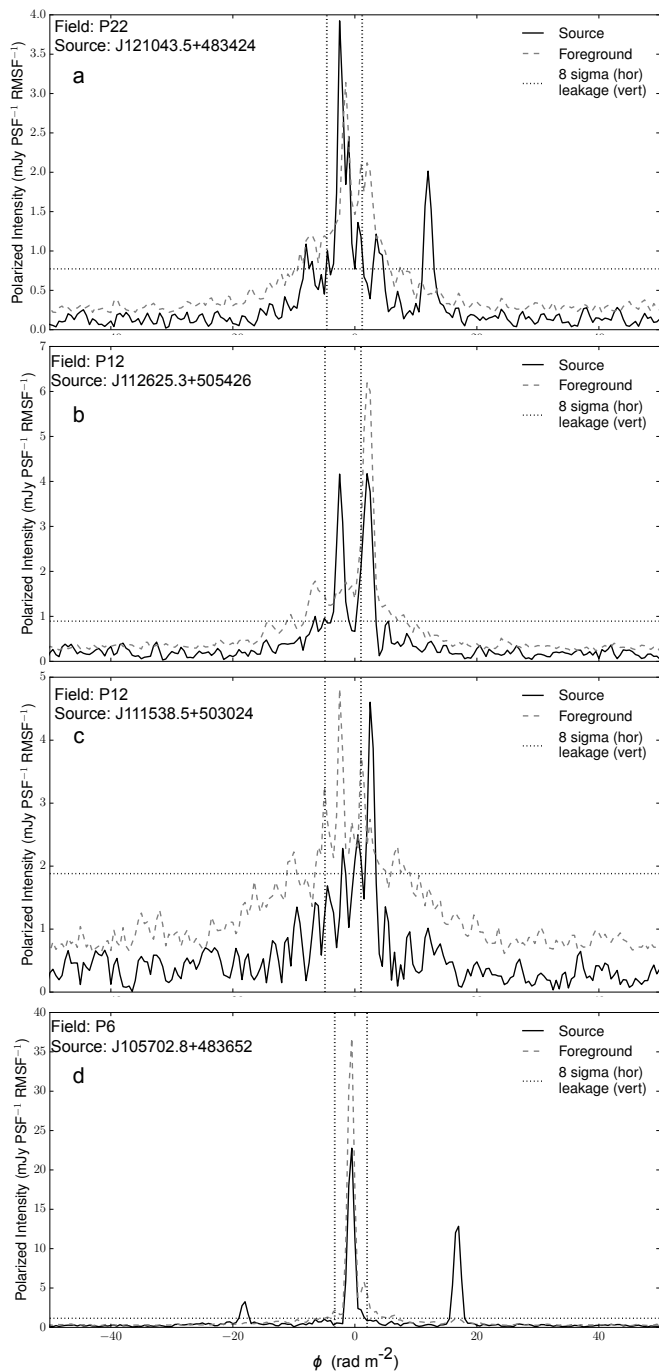 Field: P22
Source: J121043.5+483424
a
Source
Foreground
8 sigma (hor)
leakage (vert)
Polarized Intensity (mJy PSF−1 RMSF−1)
4.0
3.5
3.0
2.5
2.0
1.5
1.0
0.5
0.0
Field: P12
Source: J112625.3+505426
b
Source
Foreground
8 sigma (hor)
leakage (vert)
Polarized Intensity (mJy PSF−1 RMSF−1)
7
6
5
4
3
2
1
0
Field: P12
Source: J111538.5+503024
c
Source
Foreground
8 sigma (hor)
leakage (vert)
Polarized Intensity (mJy PSF−1 RMSF−1)
5
4
3
2
1
0
Field: P6
Source: J105702.8+483652
d
Source
Foreground
8 sigma (hor)
leakage (vert)
Polarized Intensity (mJy PSF−1 RMSF−1)
40
35
30
25
20
15
10
5
0
−40 −20 0 20 40
ϕ (rad m-2)